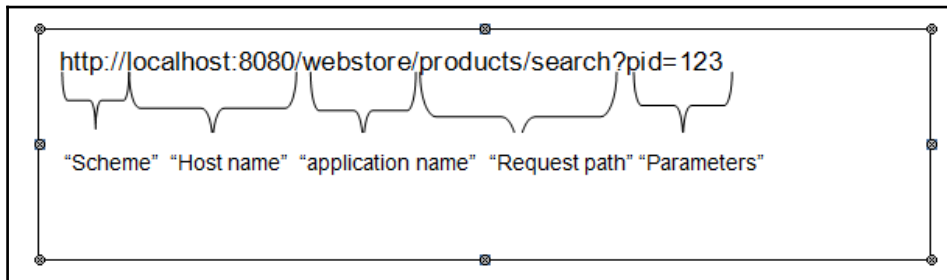 http://localhost:8080/webstore/products/search?pid=123
“Scheme” “Host name” “application name” “Request path” “Parameters”